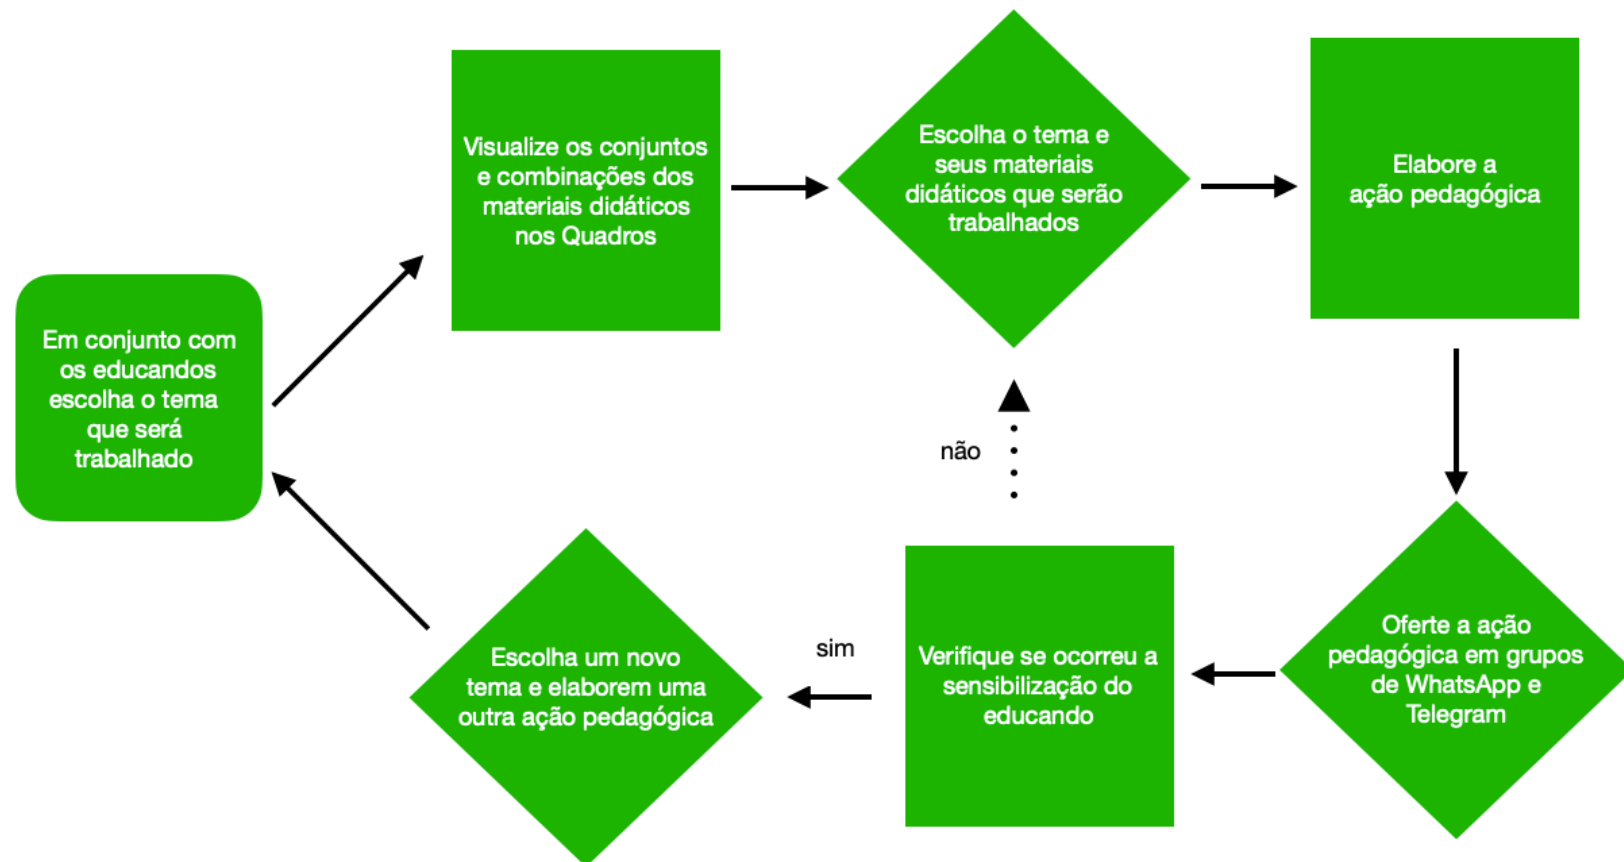 Em conjunto com
os educandos
escolha o tema
que será
trabalhado
Visualize os conjuntos
e combinações dos
materiais didáticos
nos Quadros
Escolha o tema e
seus materiais
didáticos que serão
trabalhados
Elabore a
ação pedagógica
Oferte a ação
pedagógica em grupos
de WhatsApp e
Telegram
Verifique se ocorreu a
sensibilização do
educando
não
sim
Escolha um novo
tema e elaborem uma
outra ação pedagógica